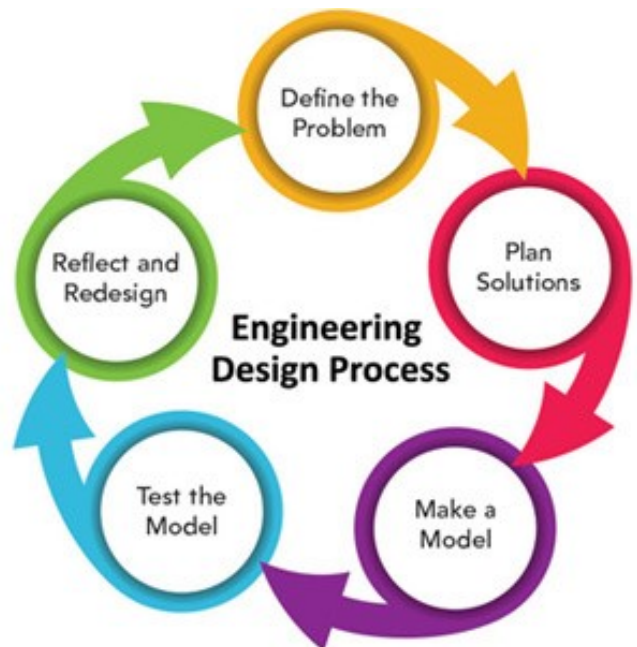 Define the
Problem
Plan
Solutions
Make a
Model
Test the
Model
Reflect and
Redesign
Engineering
Design Process